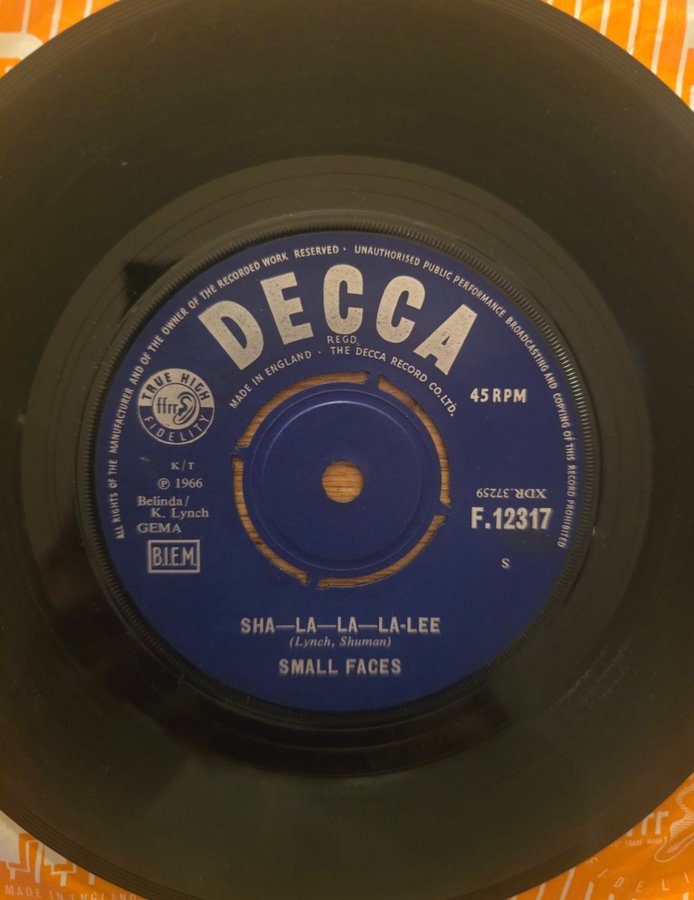 ALL RIGHTS OF THE MANUFACTURER AND OF THE OWNER OF THE RECORDED WORK RESERVED · UNAUTHORISED PUBLIC PERFORMANCE BROADCASTING AND COPYING OF THIS RECORD PROHIBITED
DECCA
REGD.
MADE IN ENGLAND · THE DECCA RECORD CO. LTD.
TRUE HIGH
ffrr
FIDELITY
45 RPM
K/T
℗ 1966
Belinda/
K. Lynch
GEMA
B.I.E.M.
XDR.37259
F.12317
S
SHA—LA—LA—LA-LEE
(Lynch, Shuman)
SMALL FACES
MADE IN ENGLAND
TRADE MARK